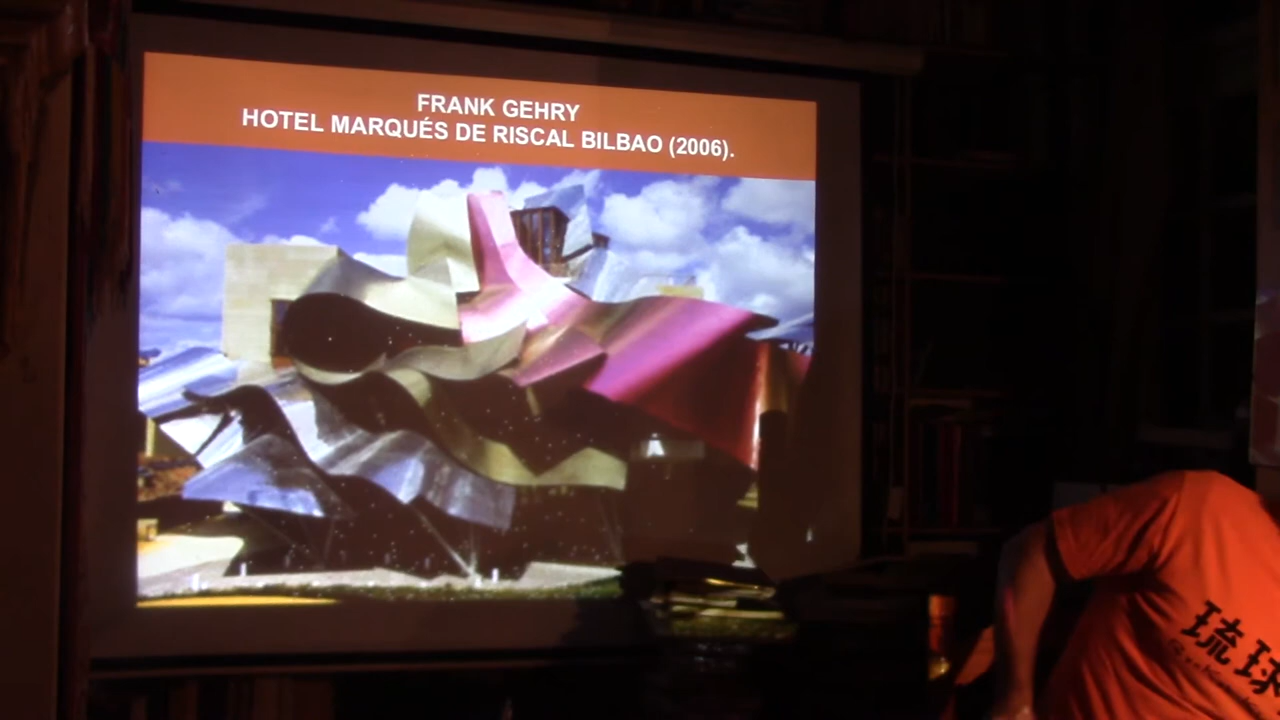 FRANK GEHRY
HOTEL MARQUÉS DE RISCAL BILBAO (2006).
琉球